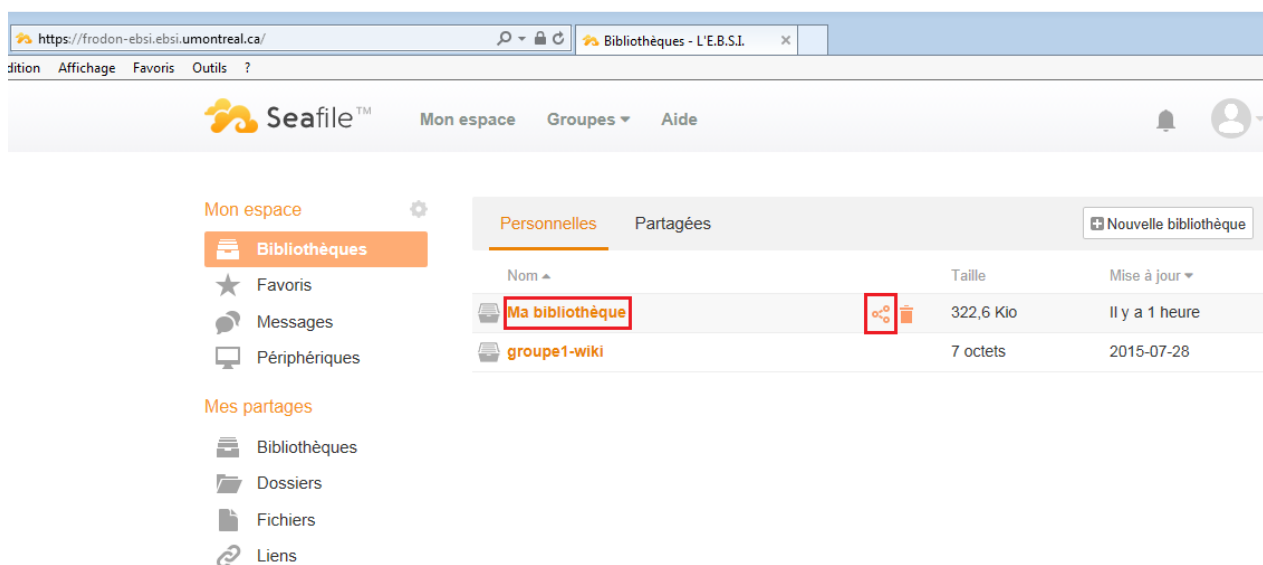 https://frodon-ebsi.ebsi.umontreal.ca/ Bibliothèques - L'E.B.S.I.
dition Affichage Favoris Outils ?
Seafile™ Mon espace Groupes Aide
Mon espace
Bibliothèques
Favoris
Messages
Périphériques
Mes partages
Bibliothèques
Dossiers
Fichiers
Liens
Personnelles Partagées Nouvelle bibliothèque
Nom Taille Mise à jour
Ma bibliothèque 322,6 Kio Il y a 1 heure
groupe1-wiki 7 octets 2015-07-28